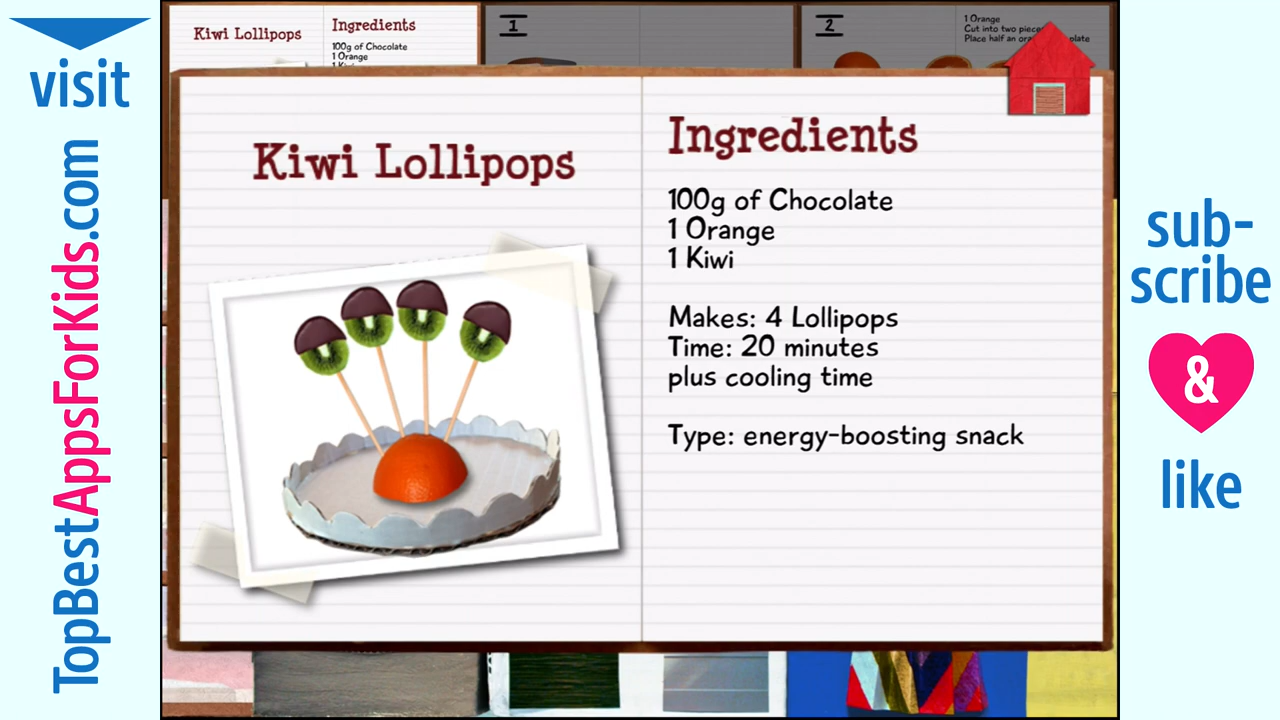 visit
TopBestAppsForKids.com
Kiwi Lollipops
Ingredients
100g of Chocolate
1 Orange
1
2
1 Orange
Cut into two
Place half an
Kiwi Lollipops
Ingredients
100g of Chocolate
1 Orange
1 Kiwi
Makes: 4 Lollipops
Time: 20 minutes
plus cooling time
Type: energy-boosting snack
sub-
scribe
&
like